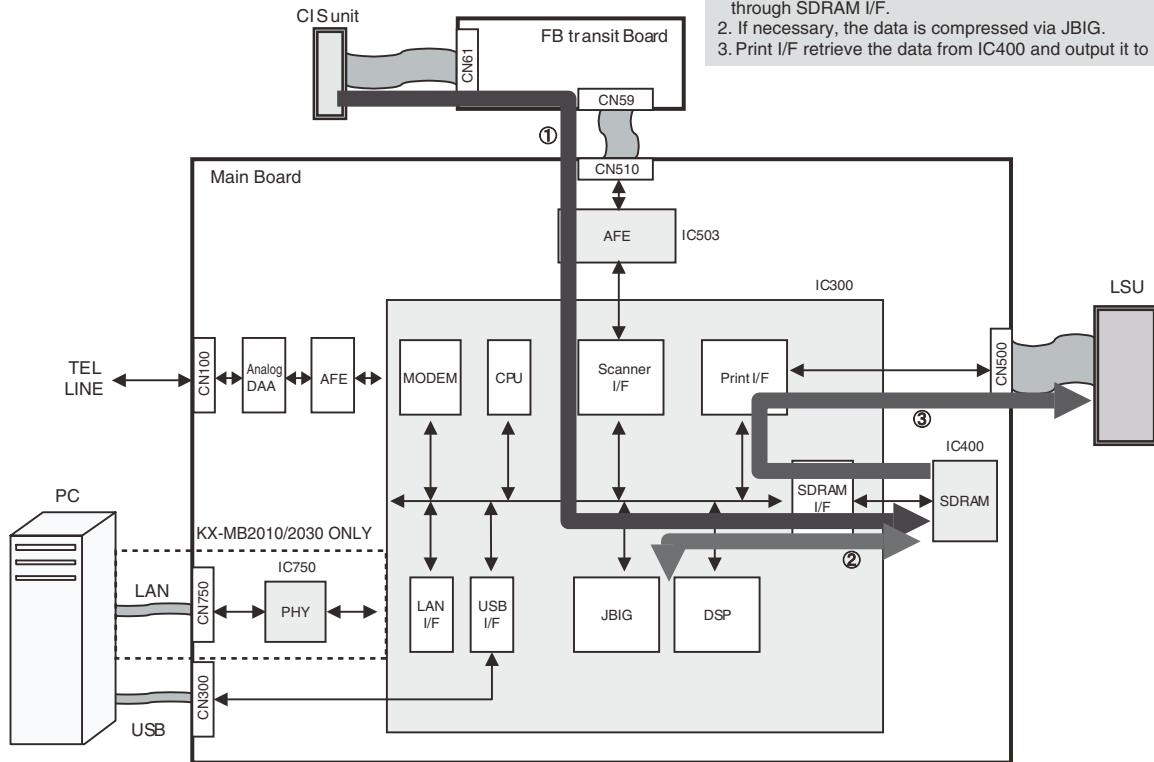 through SDRAM I/F.
2. If necessary, the data is compressed via JBIG.
3. Print I/F retrieve the data from IC400 and output it to
CIS unit
FB transit Board
CN61
CN59
①
CN510
Main Board
AFE
IC503
IC300
LSU
TEL
LINE
CN100
Analog
DAA
AFE
MODEM
CPU
Scanner
I/F
Print I/F
CN500
③
IC400
SDRAM
I/F
SDRAM
PC
KX-MB2010/2030 ONLY
②
IC750
LAN
CN750
PHY
LAN
I/F
USB
I/F
JBIG
DSP
CN300
USB